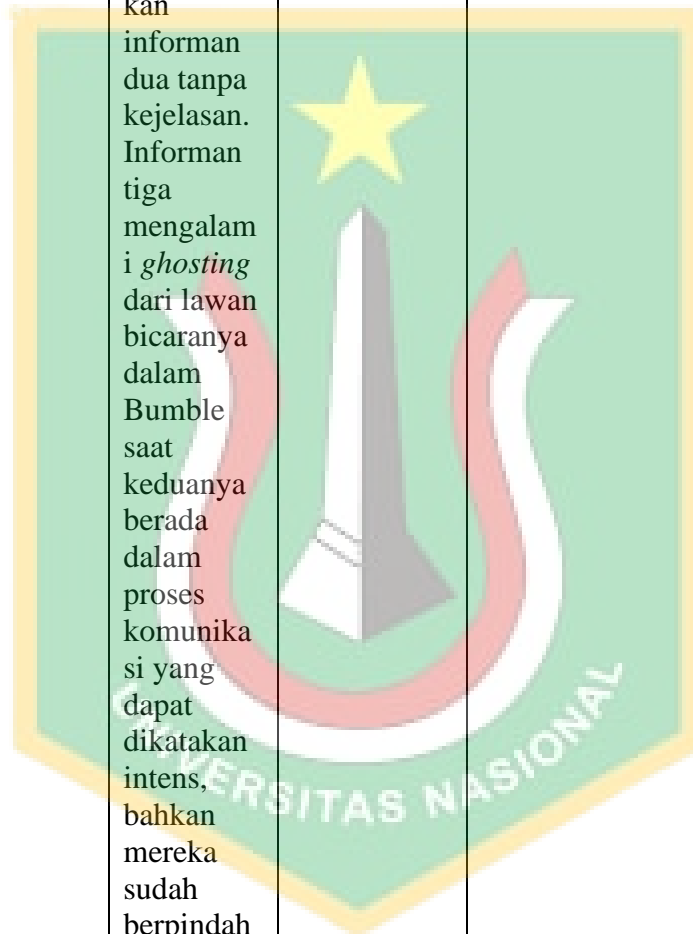 kan
informan
dua tanpa
kejelasan.
Informan
tiga
mengalam
i ghosting
dari lawan
bicaranya
dalam
Bumble
saat
keduanya
berada
dalam
proses
komunika
si yang
dapat
dikatakan
intens,
bahkan
mereka
sudah
berpindah
UNIVERSITAS NASIONAL